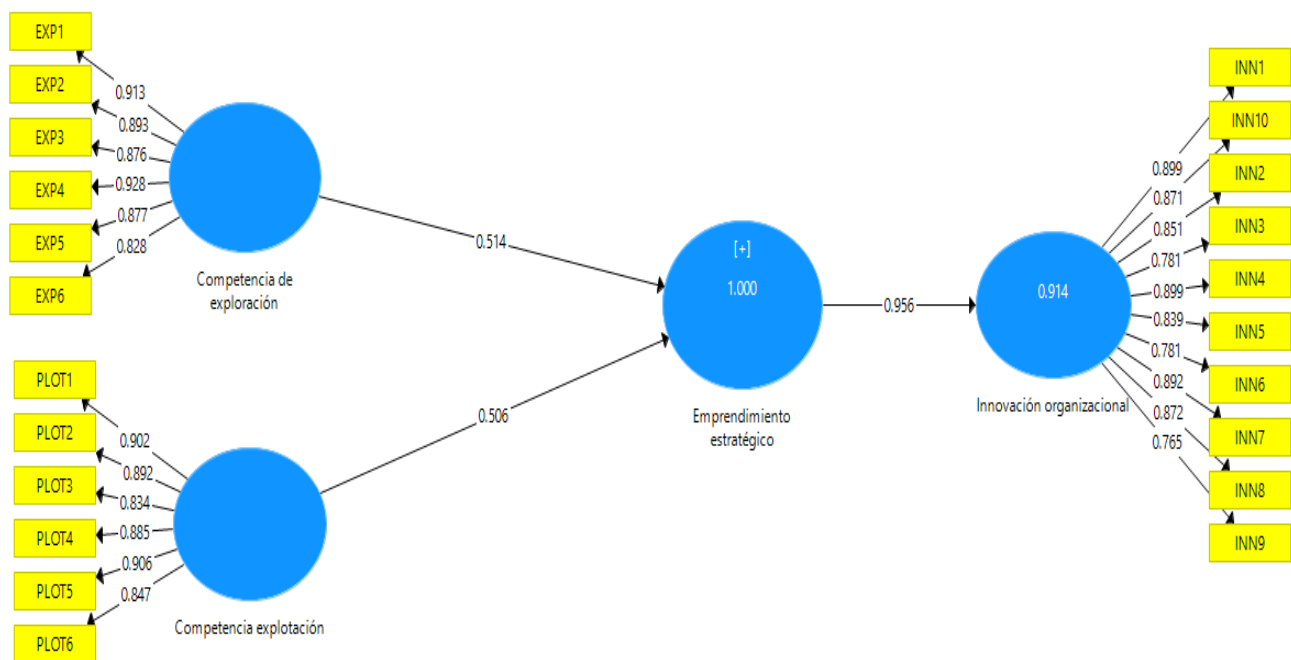 EXP1
EXP2
EXP3
EXP4
EXP5
EXP6
0.913
0.893
0.876
0.928
0.877
0.828
Competencia de
exploración
PLOT1
PLOT2
PLOT3
PLOT4
PLOT5
PLOT6
0.902
0.892
0.834
0.885
0.906
0.847
Competencia explotación
0.514
0.506
[+]
1.000
Emprendimiento
estratégico
0.956
0.914
Innovación organizacional
0.899
0.871
0.851
0.781
0.899
0.839
0.781
0.892
0.872
0.765
INN1
INN10
INN2
INN3
INN4
INN5
INN6
INN7
INN8
INN9